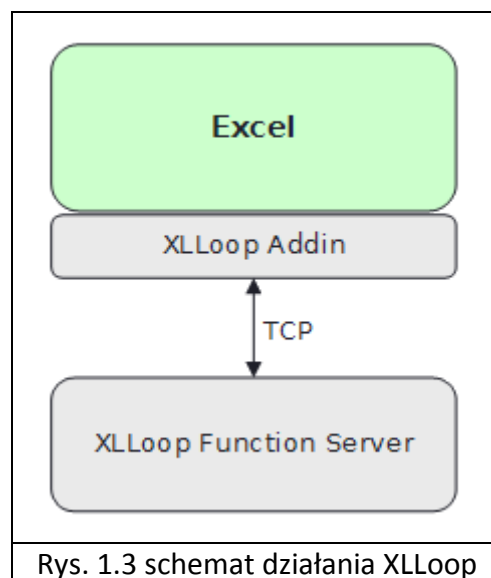 Excel
XLLoop Addin
TCP
XLLoop Function Server
Rys. 1.3 schemat działania XLLoop